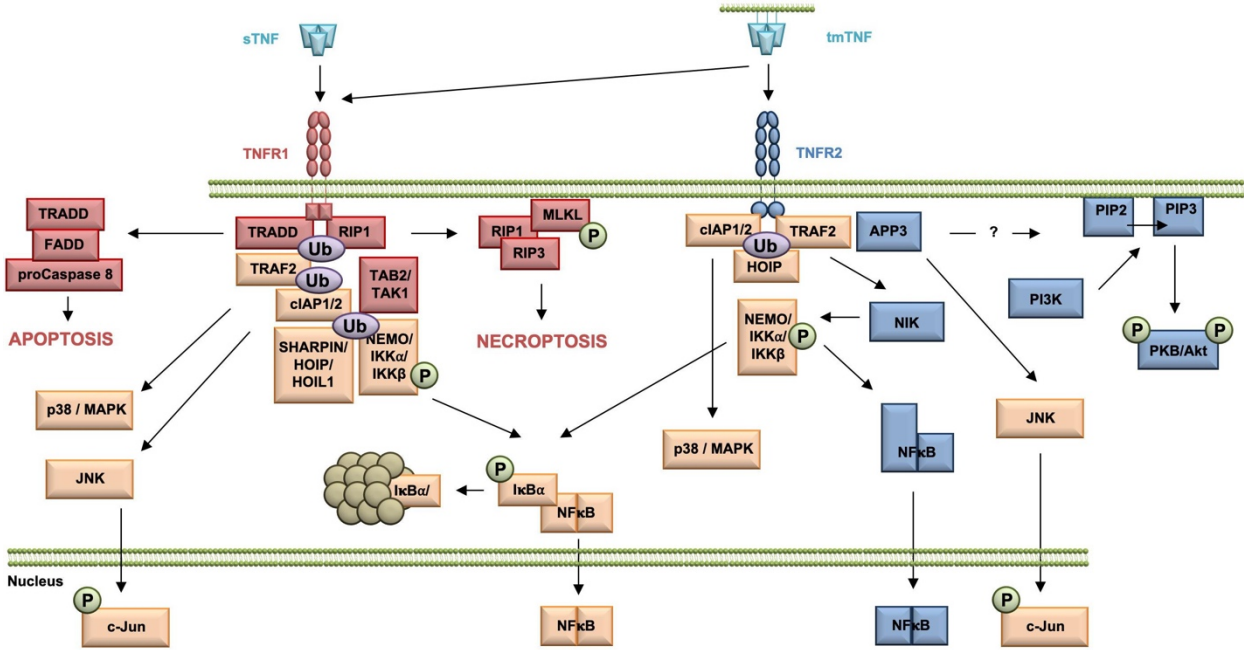 sTNF
tmTNF
TNFR1
TNFR2
TRADD
FADD
proCaspase 8
APOPTOSIS
TRADD
RIP1
Ub
TRAF2
Ub
cIAP1/2
TAB2/
TAK1
Ub
SHARPIN/
HOIP/
HOIL1
NEMO/
IKKα/
IKKβ
P
MLKL
P
RIP1
RIP3
NECROPTOSIS
cIAP1/2
TRAF2
Ub
HOIP
APP3
?
PIP2
PIP3
PI3K
P
P
PKB/Akt
NIK
NEMO/
IKKα/
IKKβ
P
p38 / MAPK
JNK
p38 / MAPK
NFκB
JNK
P
IκBα/
IκBα
NFκB
Nucleus
P
c-Jun
NFκB
NFκB
P
c-Jun